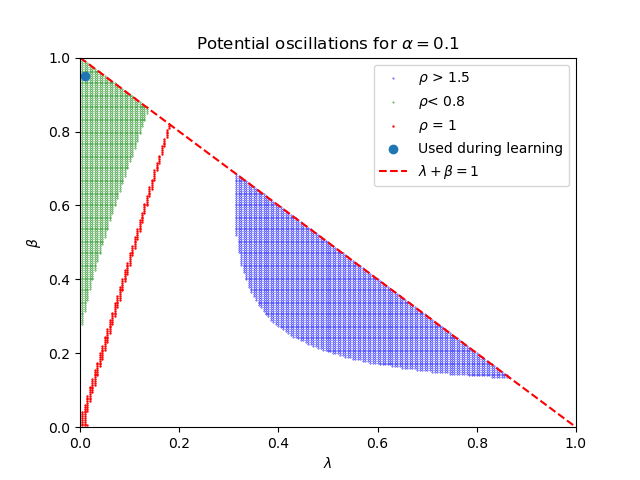 Potential oscillations for α = 0.1
1.0
0.8
0.6
0.4
0.2
0.0
β
0.0 0.2 0.4 0.6 0.8 1.0
λ
ρ > 1.5
ρ< 0.8
ρ = 1
Used during learning
λ + β = 1